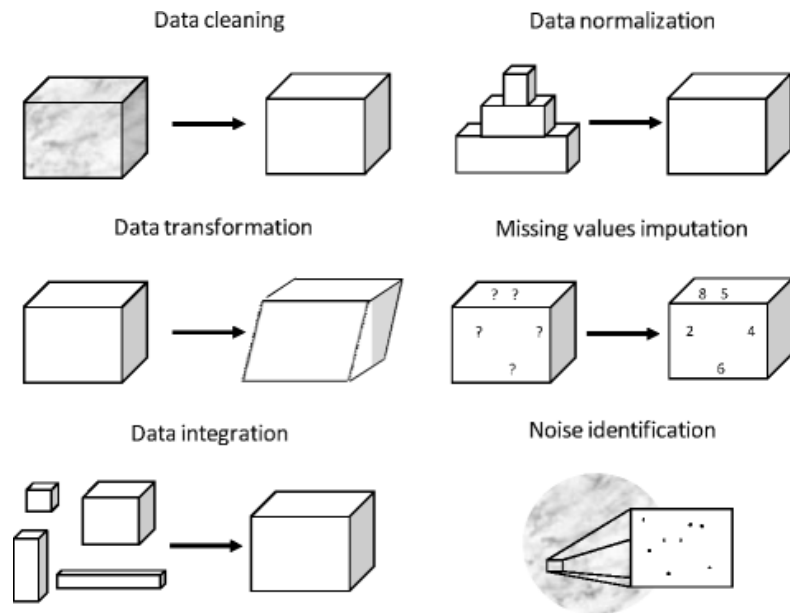 Data cleaning
Data normalization
Data transformation
Missing values imputation
? ?
? ?
?
8 5
2 4
6
Data integration
Noise identification